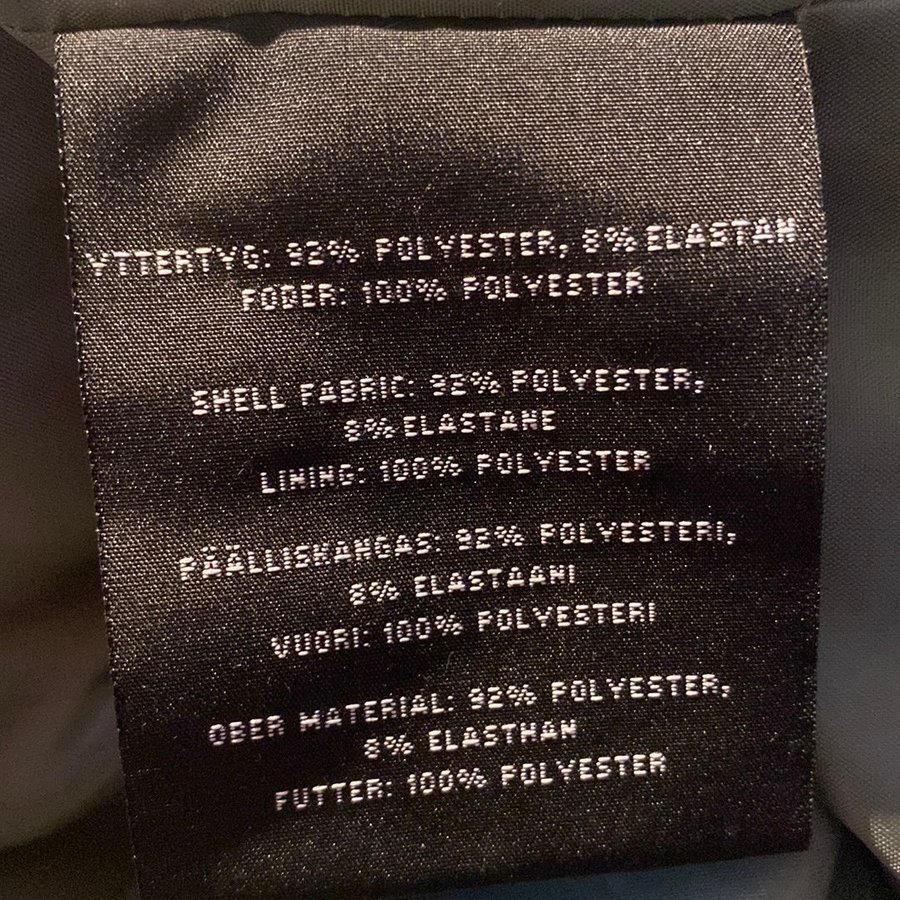 YTTERTYG: 92% POLYESTER, 8% ELASTAN
FODER: 100% POLYESTER
SHELL FABRIC: 92% POLYESTER,
8% ELASTANE
LINING: 100% POLYESTER
PÄÄLLISKANGAS: 92% POLYESTERI,
8% ELASTAANI
VUORI: 100% POLYESTERI
OBER MATERIAL: 92% POLYESTER,
8% ELASTHAN
FUTTER: 100% POLYESTER